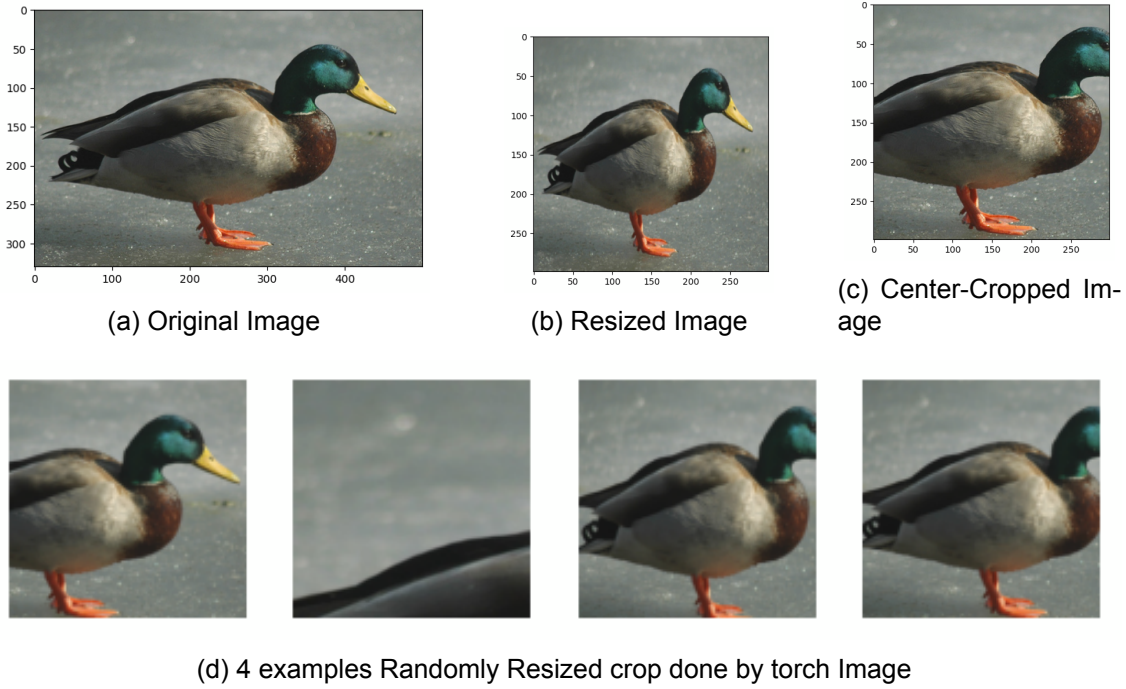 0
50
100
150
200
250
300
0 100 200 300 400
(a) Original Image
0
50
100
150
200
250
0 50 100 150 200 250
(b) Resized Image
0
50
100
150
200
250
0 50 100 150 200 250
(c) Center-Cropped Im-
age
(d) 4 examples Randomly Resized crop done by torch Image